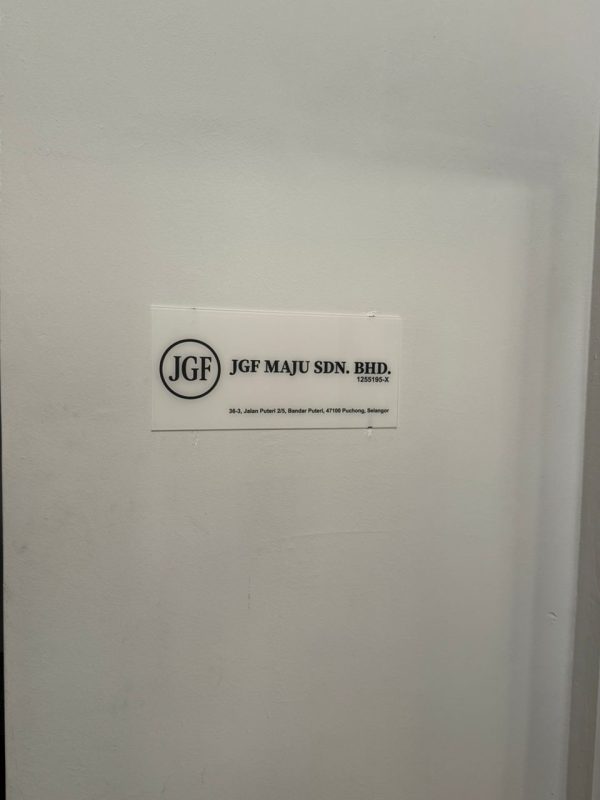 JGF
JGF MAJU SDN. BHD.
1255195-X
38-3, Jalan Puteri 2/5, Bandar Puteri, 47100 Puchong, Selangor